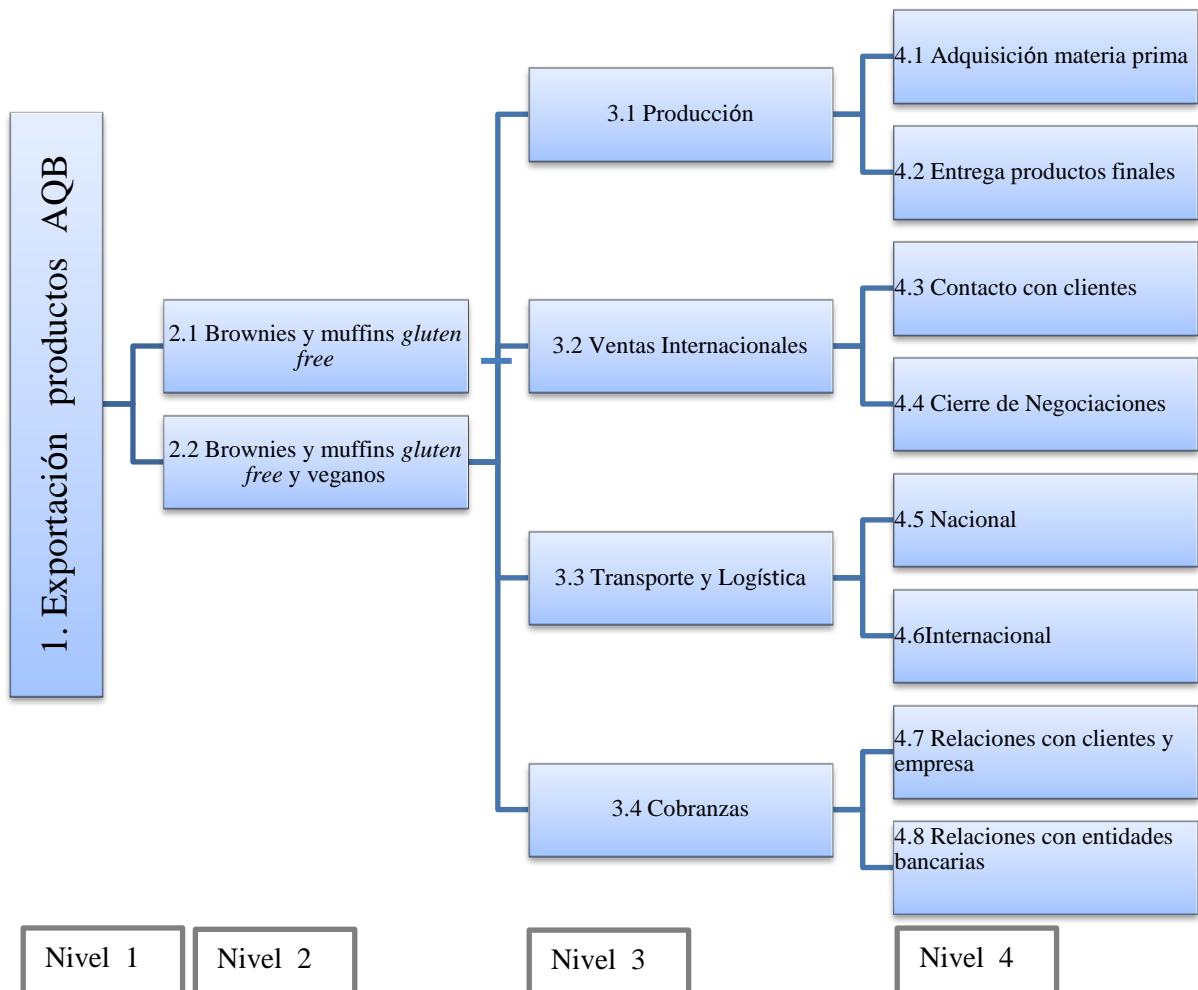 1. Exportación productos AQB
2.1 Brownies y muffins gluten
free
2.2 Brownies y muffins gluten
free y veganos
3.1 Producción
3.2 Ventas Internacionales
3.3 Transporte y Logística
3.4 Cobranzas
4.1 Adquisición materia prima
4.2 Entrega productos finales
4.3 Contacto con clientes
4.4 Cierre de Negociaciones
4.5 Nacional
4.6Internacional
4.7 Relaciones con clientes y
empresa
4.8 Relaciones con entidades
bancarias
Nivel 1
Nivel 2
Nivel 3
Nivel 4